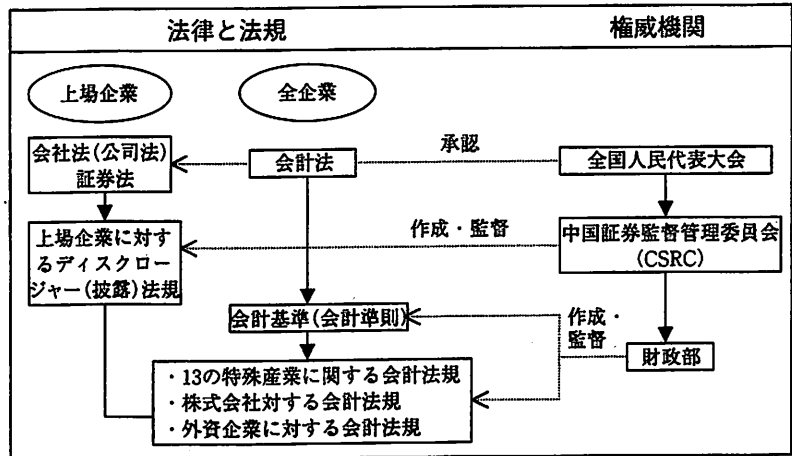 法律と法規
権威機関
上場企業
全企業
会社法(公司法)
証券法
会計法
承認
全国人民代表大会
上場企業に対す
るディスクロー
ジャー(披露)法規
作成・監督
中国証券監督管理委員会
(CSRC)
会計基準(会計準則)
作成・
監督
財政部
・13の特殊産業に関する会計法規
・株式会社対する会計法規
・外資企業に対する会計法規